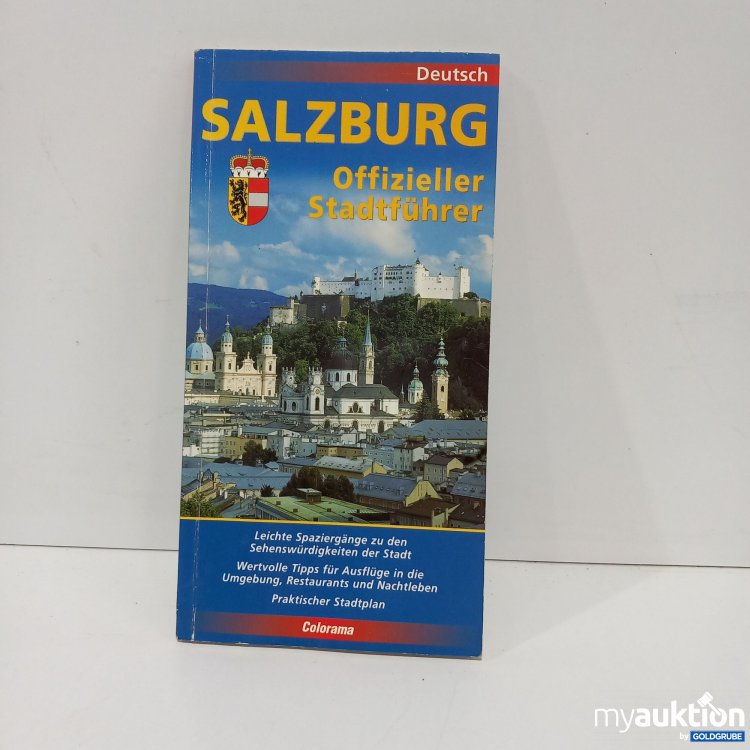 Deutsch
SALZBURG
Offizieller
Stadtführer
Leichte Spaziergänge zu den
Sehenswürdigkeiten der Stadt
Wertvolle Tipps für Ausflüge in die
Umgebung, Restaurants und Nachtleben
Praktischer Stadtplan
Colorama
myauktion
by GOLDGRUBE